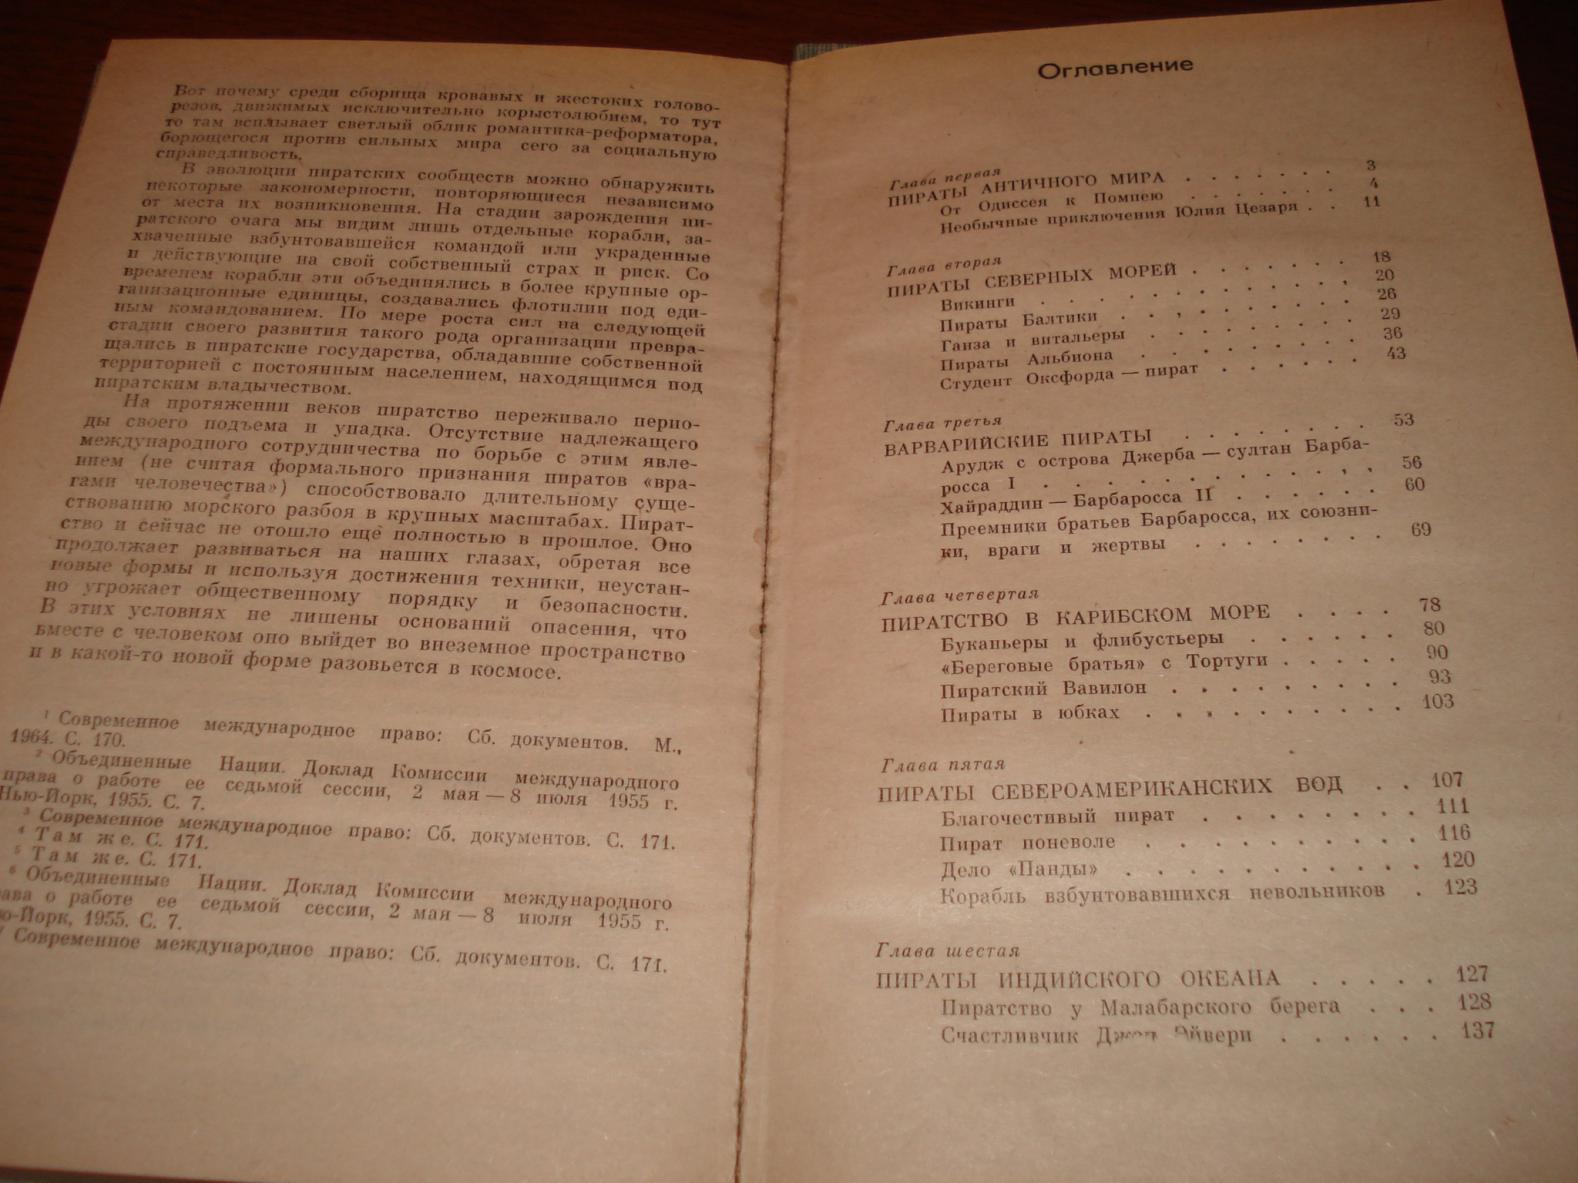 Вот почему среди сборища кровавых и жестоких голово-
резов, движимых исключительно корыстолюбием, то тут
то там всплывает светлый облик романтика-реформатора,
борющегося против сильных мира сего за социальную
справедливость.
В эволюции пиратских сообществ можно обнаружить
некоторые закономерности, повторяющиеся независимо
от места их возникновения. На стадии зарождения пи-
ратского очага мы видим лишь отдельные корабли, за-
хваченные взбунтовавшейся командой или украденные
и действующие на свой собственный страх и риск. Со
временем корабли эти объединялись в более крупные ор-
ганизационные единицы, создавались флотилии под еди-
ным командованием. По мере роста сил на следующей
стадии своего развития такого рода организации превра-
щались в пиратские государства, обладавшие собственной
территорией с постоянным населением, находящимся под
пиратским владычеством.
На протяжении веков пиратство переживало перио-
ды своего подъема и упадка. Отсутствие надлежащего
международного сотрудничества по борьбе с этим явле-
нием (не считая формального признания пиратов «вра-
гами человечества») способствовало длительному суще-
ствованию морского разбоя в крупных масштабах. Пират-
ство и сейчас не отошло ещё полностью в прошлое. Оно
продолжает развиваться на наших глазах, обретая все
новые формы и используя достижения техники, неустан-
но угрожает общественному порядку и безопасности.
В этих условиях не лишены оснований опасения, что
вместе с человеком оно выйдет во внеземное пространство
и в какой-то новой форме разовьется в космосе.
1 Современное международное право: Сб. документов. М.,
1964. С. 170.
2 Объединенные Нации. Доклад Комиссии международного
права о работе ее седьмой сессии, 2 мая — 8 июля 1955 г.
Нью-Йорк, 1955. С. 7.
3 Современное международное право: Сб. документов. С. 171.
4 Там же. С. 171.
5 Там же. С. 171.
6 Объединенные Нации. Доклад Комиссии международного
ава о работе ее седьмой сессии, 2 мая — 8 июля 1955 г.
ю-Йорк, 1955. С. 7.
7 Современное международное право: Сб. документов. С. 171.
Оглавление
Глава первая
ПИРАТЫ АНТИЧНОГО МИРА . . . . . . . 3
От Одиссея к Помпею . . . . . . . 4
Необычные приключения Юлия Цезаря . . 11
Глава вторая
ПИРАТЫ СЕВЕРНЫХ МОРЕЙ . . . . . . . 18
Викинги . . . . . . . . . . . 20
Пираты Балтики . . . . . . . . . 26
Ганза и витальеры . . . . . . . . 29
Пираты Альбиона . . . . . . . . 36
Студент Оксфорда — пират . . . . . . 43
Глава третья
ВАРВАРИЙСКИЕ ПИРАТЫ . . . . . . . 53
Арудж с острова Джерба — султан Барба-
росса I . . . . . . . . . . . 56
Хайраддин — Барбаросса II . . . . . . 60
Преемники братьев Барбаросса, их союзни-
ки, враги и жертвы . . . . . . . . 69
Глава четвертая
ПИРАТСТВО В КАРИБСКОМ МОРЕ . . . . 78
Буканьеры и флибустьеры . . . . . . 80
«Береговые братья» с Тортуги . . . . . 90
Пиратский Вавилон . . . . . . . . 93
Пираты в юбках . . . . . . . . . 103
Глава пятая
ПИРАТЫ СЕВЕРОАМЕРИКАНСКИХ ВОД . . 107
Благочестивый пират . . . . . . . . 111
Пират поневоле . . . . . . . . . . 116
Дело «Панды» . . . . . . . . . . 120
Корабль взбунтовавшихся невольников . 123
Глава шестая
ПИРАТЫ ИНДИЙСКОГО ОКЕАНА . . . . . 127
Пиратство у Малабарского берега . . . 128
Счастливчик Эйвери . . . . . . 137